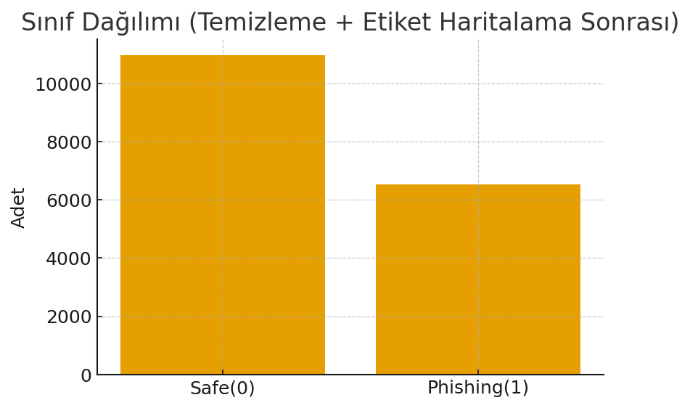 Sınıf Dağılımı (Temizleme + Etiket Haritalama Sonrası)
10000
8000
6000
4000
2000
0
Adet
Safe(0)
Phishing(1)